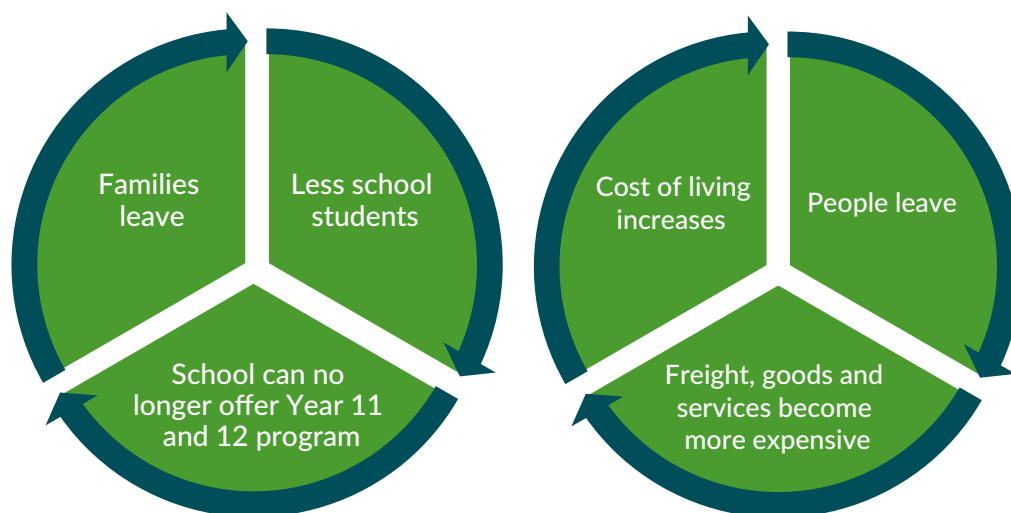 Families
leave
Less school
students
School can no
longer offer Year 11
and 12 program
Cost of living
increases
People leave
Freight, goods and
services become
more expensive